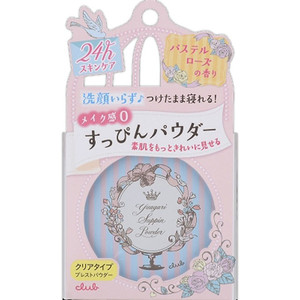 24h
スキンケア
パステル
ローズ
の香り
洗顔いらず♪つけたまま寝れる!
メイク感0
すっぴんパウダー
素肌をもっときれいに見せる
Yuagari
Suppin
Powder
club
クリアタイプ
プレストパウダー
club